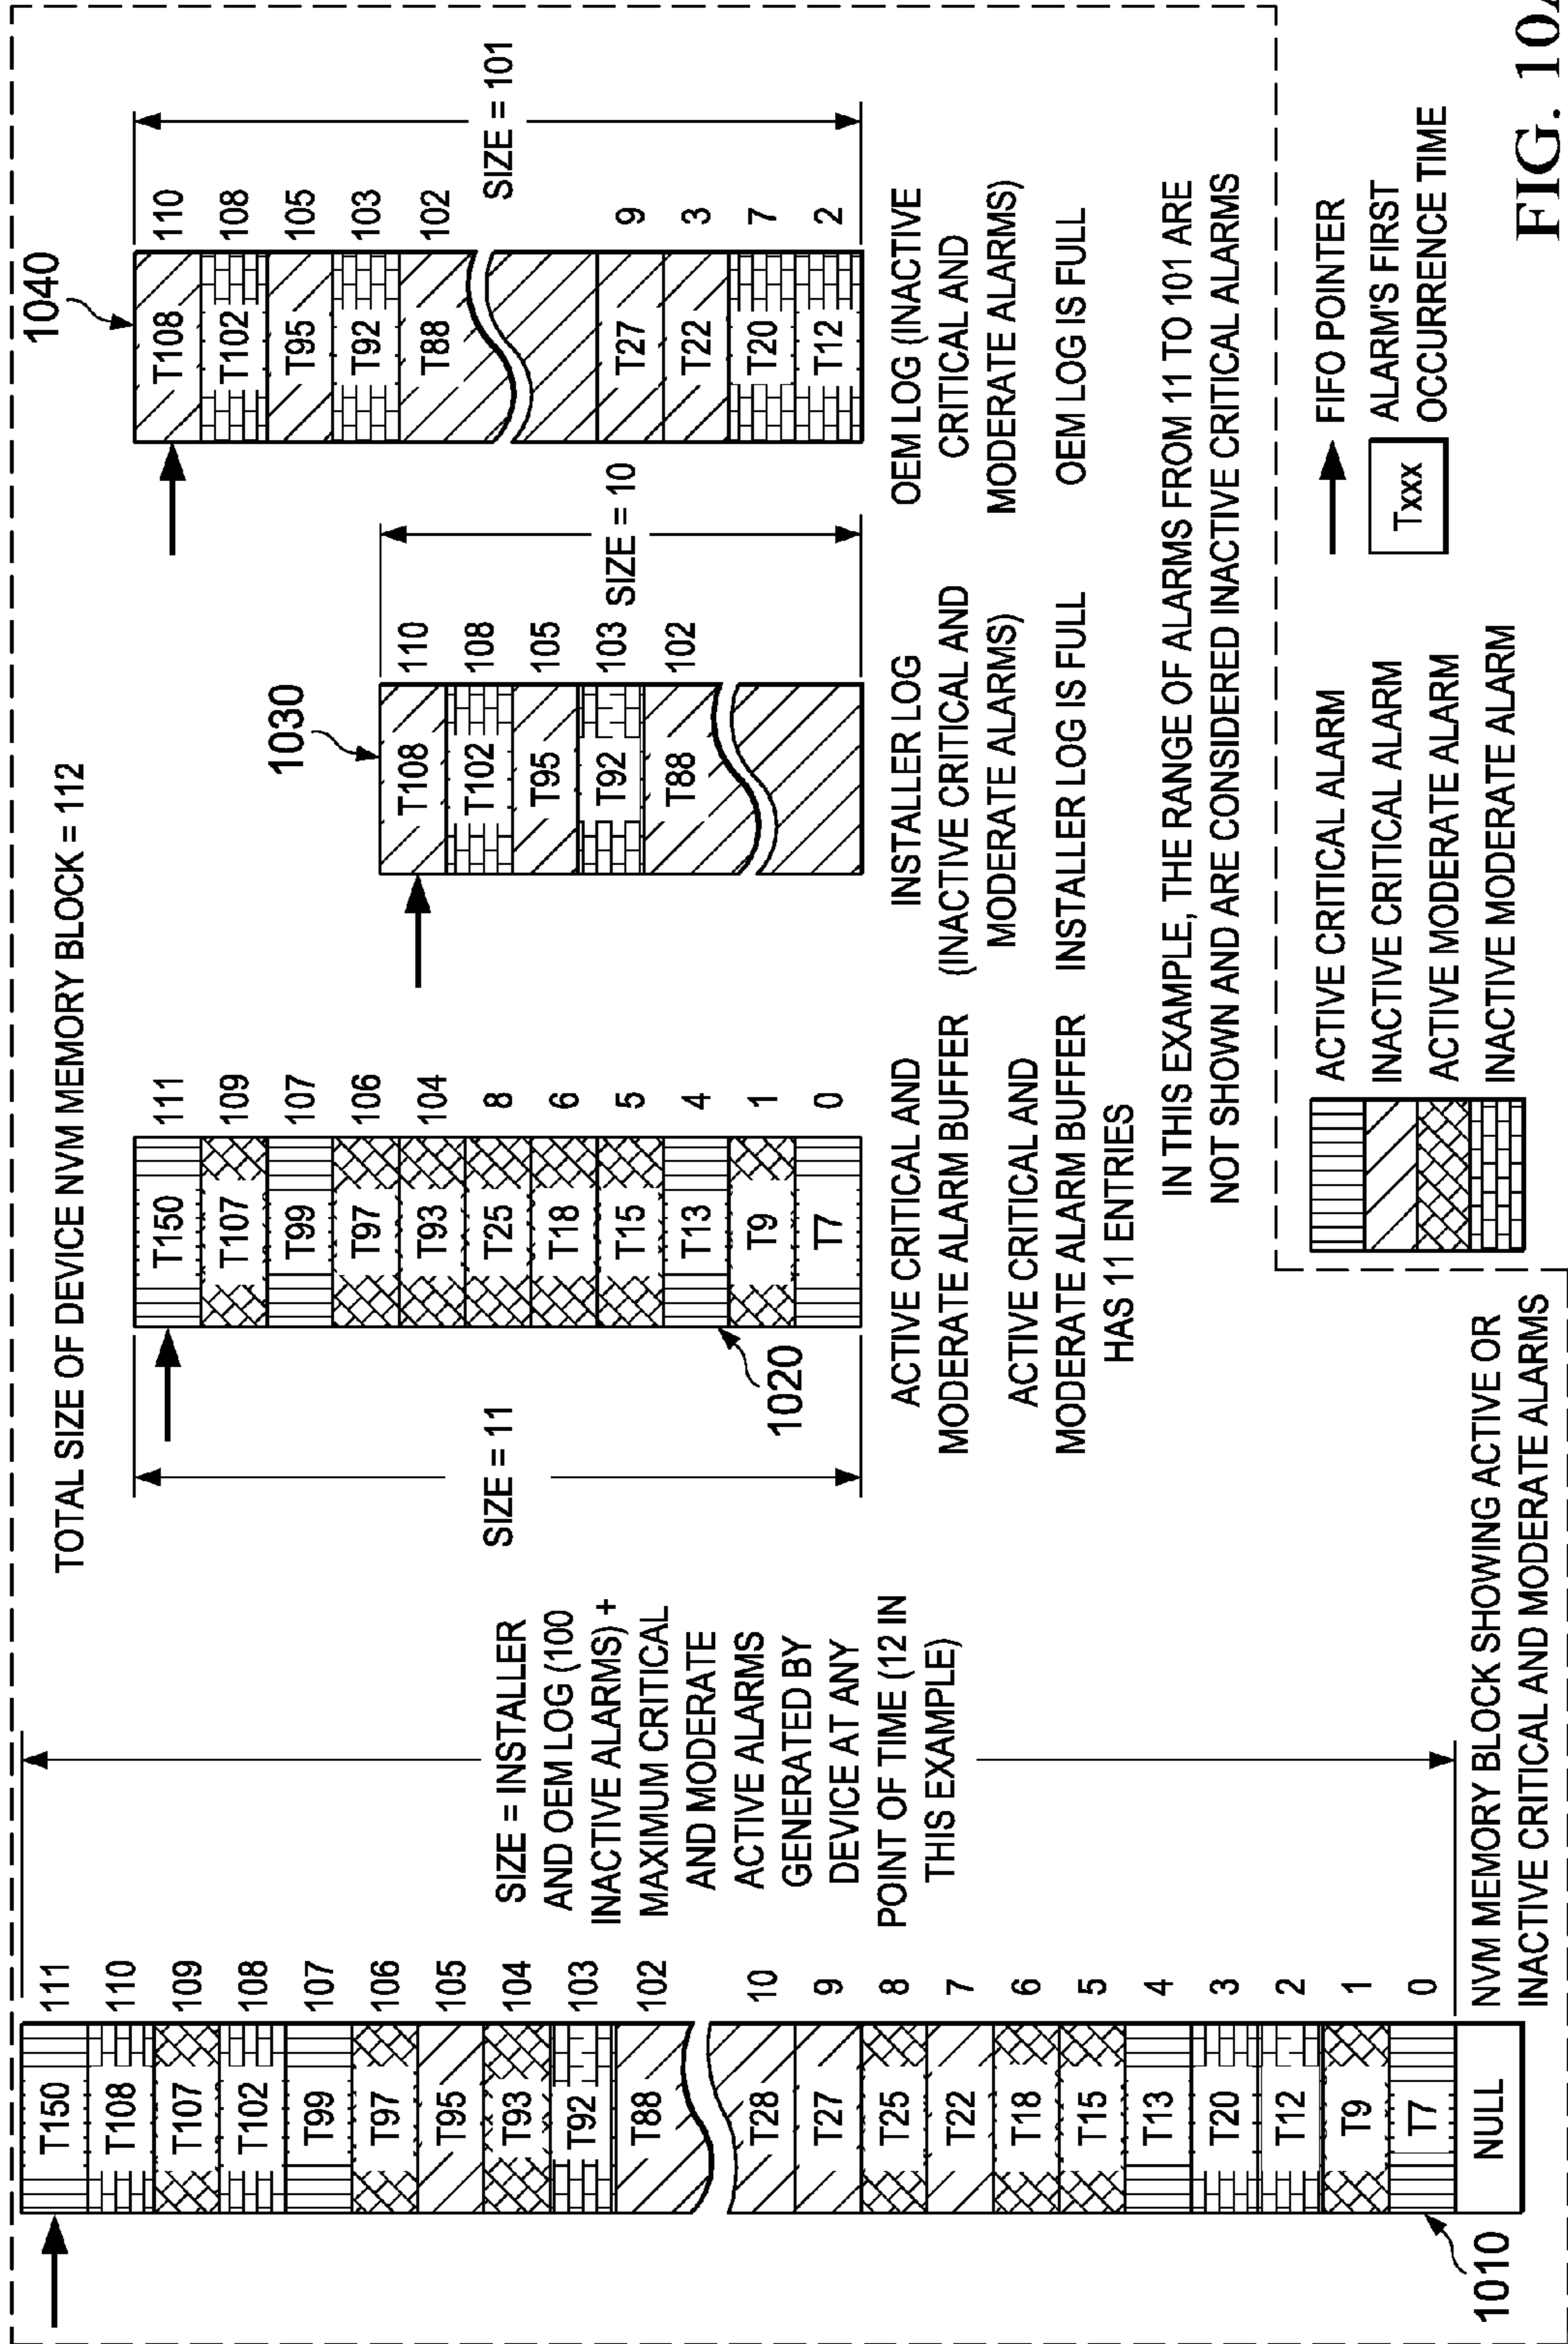 TOTAL SIZE OF DEVICE NVM MEMORY BLOCK = 112
T150 111
T108 110
T107 109
T102 108
T99 107
T97 106
T95 105
T93 104
T92 103
T88 102
T28 10
T27 9
T25 8
T22 7
T18 6
T15 5
T13 4
T20 3
T12 2
T9 1
T7 0
NULL
1010
NVM MEMORY BLOCK SHOWING ACTIVE OR
INACTIVE CRITICAL AND MODERATE ALARMS
SIZE = INSTALLER
AND OEM LOG (100
INACTIVE ALARMS) +
MAXIMUM CRITICAL
AND MODERATE
ACTIVE ALARMS
GENERATED BY
DEVICE AT ANY
POINT OF TIME (12 IN
THIS EXAMPLE)
SIZE = 11
T150 111
T107 109
T99 107
T97 106
T93 104
T25 8
T18 6
T15 5
T13 4
T9 1
T7 0
1020
ACTIVE CRITICAL AND
MODERATE ALARM BUFFER
ACTIVE CRITICAL AND
MODERATE ALARM BUFFER
HAS 11 ENTRIES
1030
T108 110
T102 108
T95 105
T92 103
T88 102
SIZE = 10
INSTALLER LOG
(INACTIVE CRITICAL AND
MODERATE ALARMS)
INSTALLER LOG IS FULL
1040
T108 110
T102 108
T95 105
T92 103
T88 102
T27 9
T22 3
T20 7
T12 2
SIZE = 101
OEM LOG (INACTIVE
CRITICAL AND
MODERATE ALARMS)
OEM LOG IS FULL
IN THIS EXAMPLE, THE RANGE OF ALARMS FROM 11 TO 101 ARE
NOT SHOWN AND ARE CONSIDERED INACTIVE CRITICAL ALARMS
ACTIVE CRITICAL ALARM
INACTIVE CRITICAL ALARM
ACTIVE MODERATE ALARM
INACTIVE MODERATE ALARM
FIFO POINTER
Txxx
ALARM'S FIRST
OCCURRENCE TIME
FIG. 10A